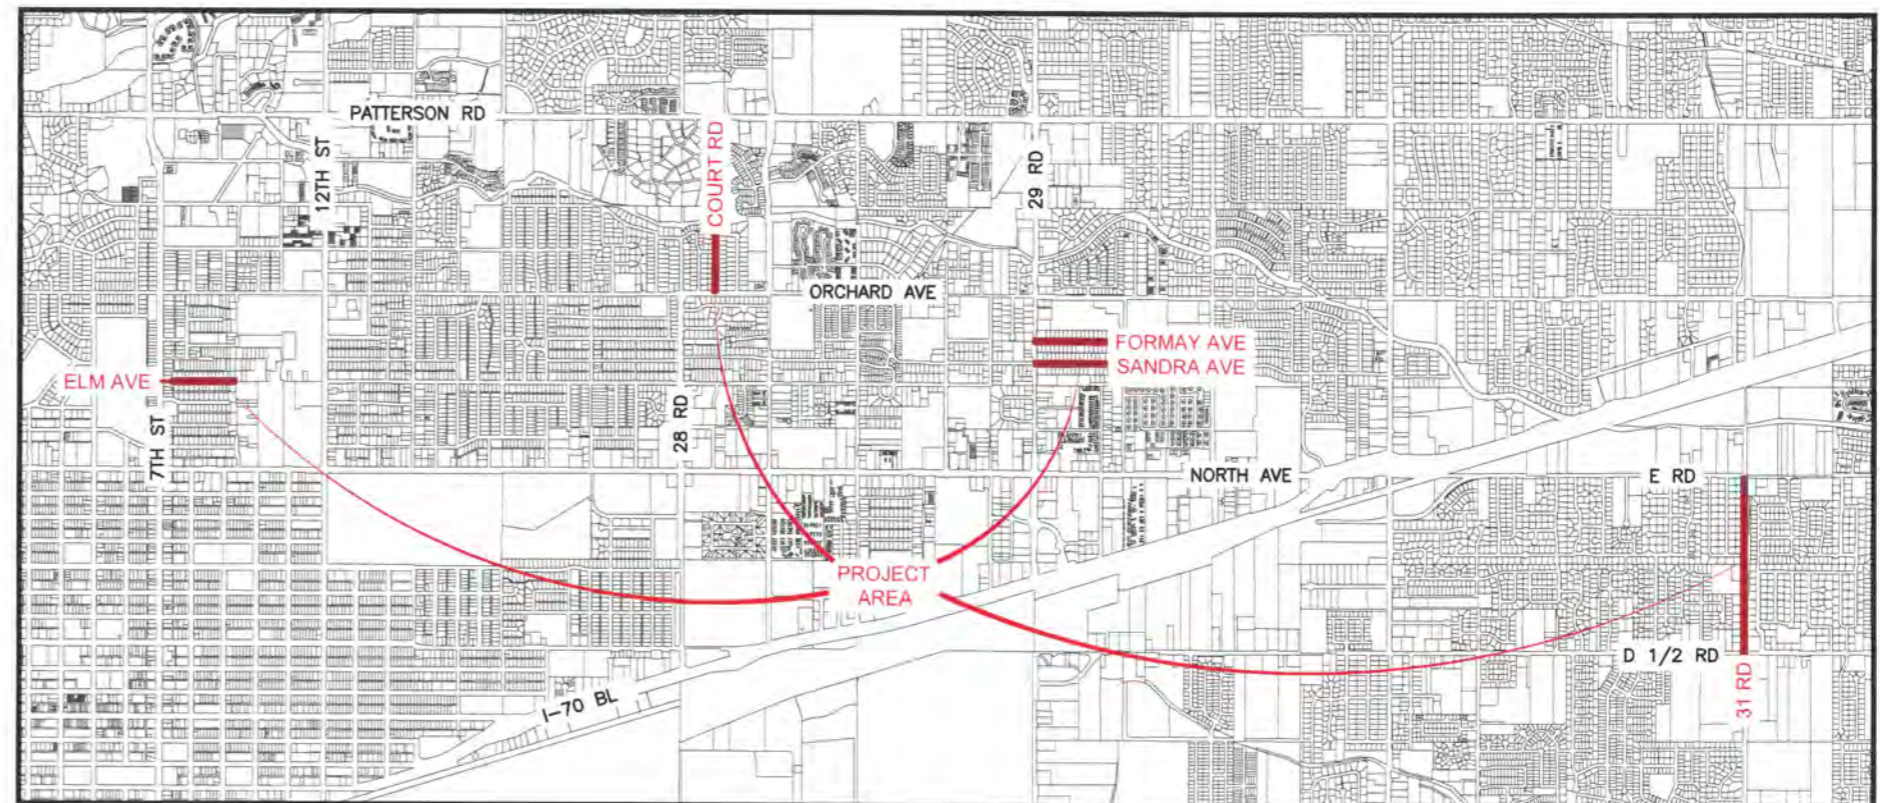 PATTERSON RD
12TH ST
COURT RD
29 RD
ORCHARD AVE
FORMAY AVE
SANDRA AVE
ELM AVE
7TH ST
28 RD
NORTH AVE
E RD
PROJECT
AREA
D 1/2 RD
31 RD
I-70 BL